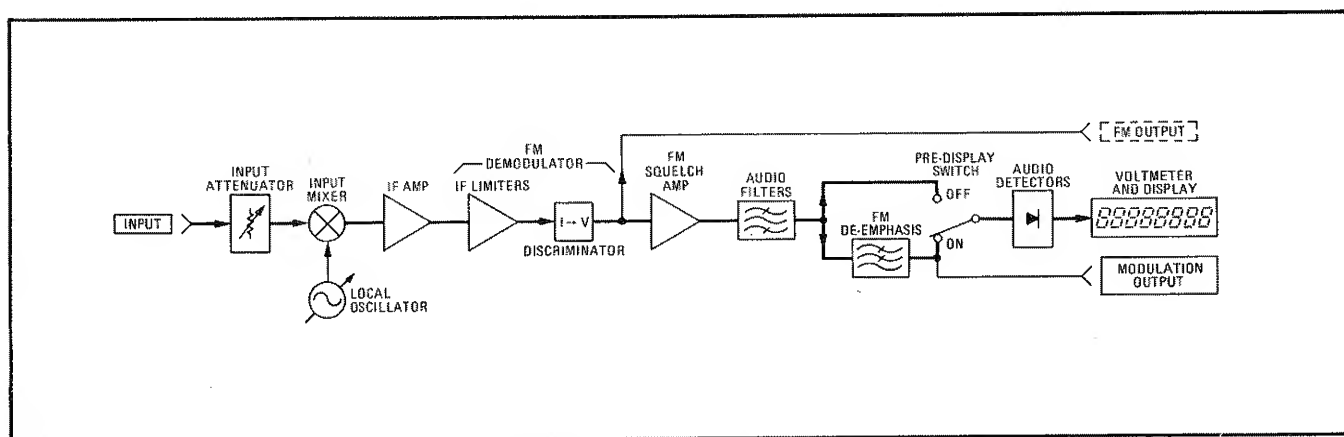 INPUT
INPUT
ATTENUATOR
INPUT
MIXER
LOCAL
OSCILLATOR
IF AMP
FM
DEMODULATOR
IF LIMITERS
I→V
DISCRIMINATOR
FM
SQUELCH
AMP
AUDIO
FILTERS
FM
DE-EMPHASIS
PRE-DISPLAY
SWITCH
OFF
ON
AUDIO
DETECTORS
FM OUTPUT
VOLTMETER
AND DISPLAY
88888888
MODULATION
OUTPUT